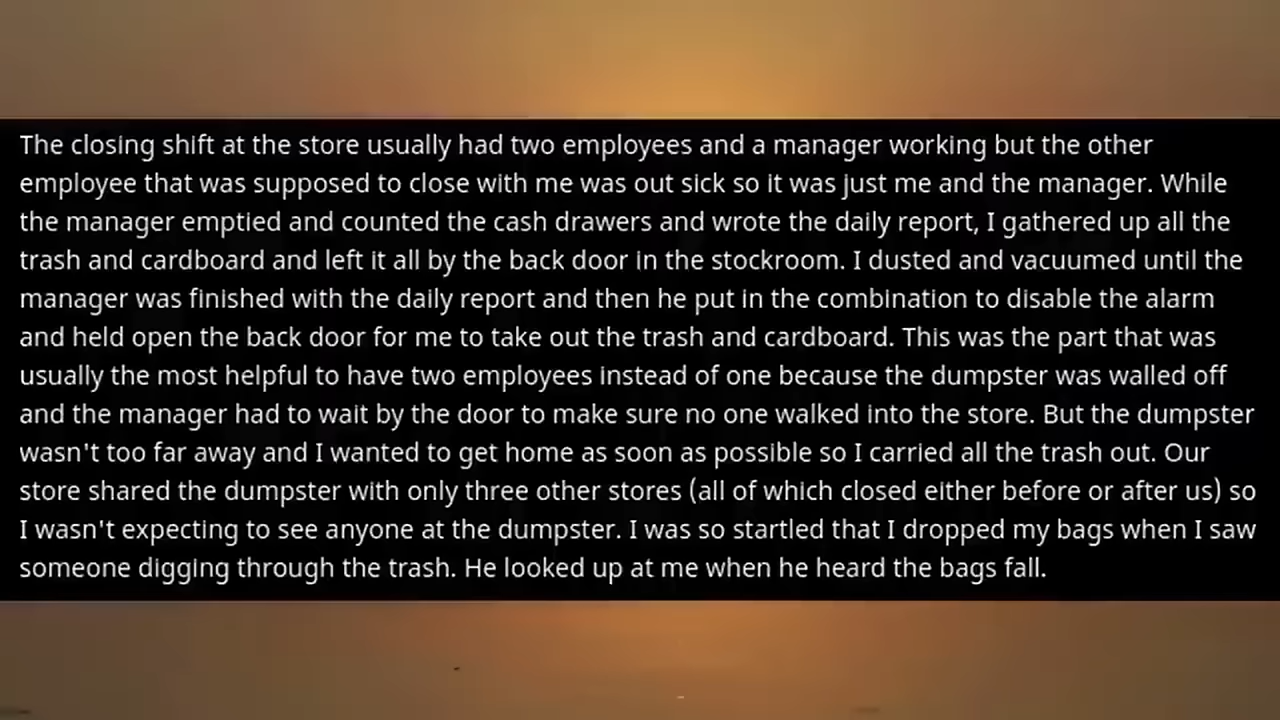 The closing shift at the store usually had two employees and a manager working but the other
employee that was supposed to close with me was out sick so it was just me and the manager. While
the manager emptied and counted the cash drawers and wrote the daily report, I gathered up all the
trash and cardboard and left it all by the back door in the stockroom. I dusted and vacuumed until the
manager was finished with the daily report and then he put in the combination to disable the alarm
and held open the back door for me to take out the trash and cardboard. This was the part that was
usually the most helpful to have two employees instead of one because the dumpster was walled off
and the manager had to wait by the door to make sure no one walked into the store. But the dumpster
wasn't too far away and I wanted to get home as soon as possible so I carried all the trash out. Our
store shared the dumpster with only three other stores (all of which closed either before or after us) so
I wasn't expecting to see anyone at the dumpster. I was so startled that I dropped my bags when I saw
someone digging through the trash. He looked up at me when he heard the bags fall.